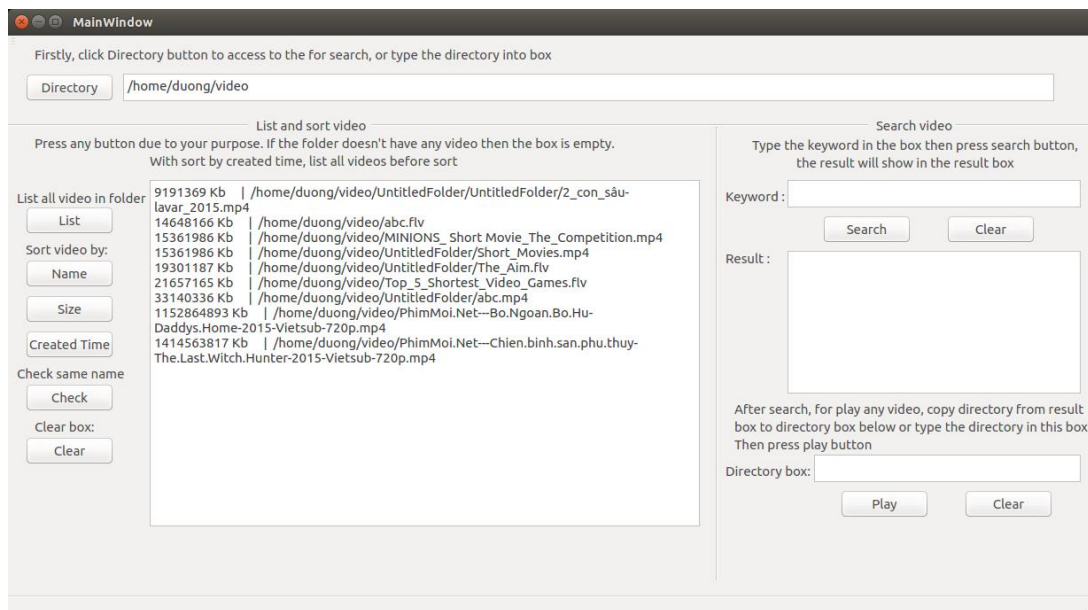 MainWindow
Firstly, click Directory button to access to the for search, or type the directory into box
Directory
/home/duong/video
List and sort video
Press any button due to your purpose. If the folder doesn't have any video then the box is empty.
With sort by created time, list all videos before sort
List all video in folder
List
Sort video by:
Name
Size
Created Time
Check same name
Check
Clear box:
Clear
9191369 Kb | /home/duong/video/UntitledFolder/UntitledFolder/2_con_sâu-
lavar_2015.mp4
14648166 Kb | /home/duong/video/abc.flv
15361986 Kb | /home/duong/video/MINIONS_ Short Movie_The_Competition.mp4
15361986 Kb | /home/duong/video/UntitledFolder/Short_Movies.mp4
19301187 Kb | /home/duong/video/UntitledFolder/The_Aim.flv
21657165 Kb | /home/duong/video/Top_5_Shortest_Video_Games.flv
33140336 Kb | /home/duong/video/UntitledFolder/abc.mp4
1152864893 Kb | /home/duong/video/PhimMoi.Net---Bo.Ngoan.Bo.Hu-
Daddys.Home-2015-Vietsub-720p.mp4
1414563817 Kb | /home/duong/video/PhimMoi.Net---Chien.binh.san.phu.thuy-
The.Last.Witch.Hunter-2015-Vietsub-720p.mp4
Search video
Type the keyword in the box then press search button,
the result will show in the result box
Keyword :
Search
Clear
Result :
After search, for play any video, copy directory from result
box to directory box below or type the directory in this box
Then press play button
Directory box:
Play
Clear